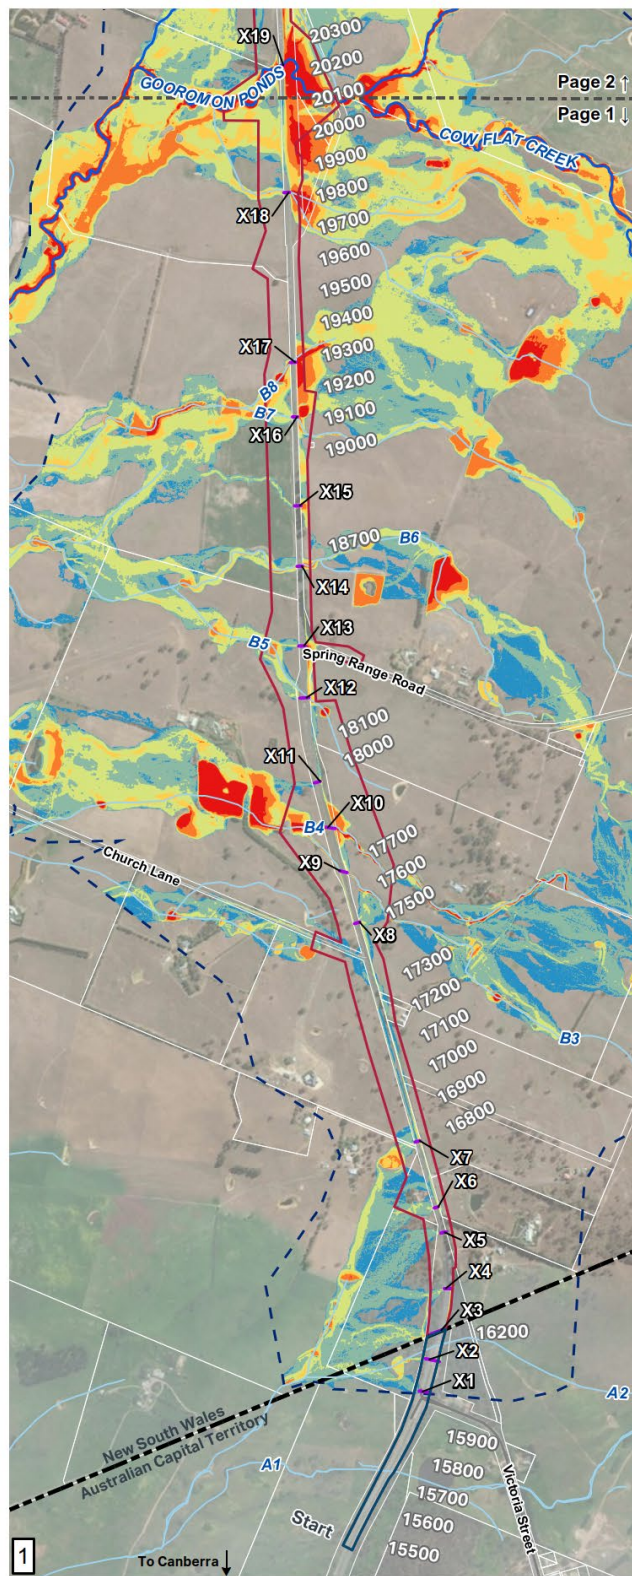 20300
X19
20200
GOOROMON PONDS
Page 2 ↑
20100
Page 1 ↓
20000
COW FLAT CREEK
19900
19800
X18
19700
19600
19500
19400
X17
19300
B8
19200
B7
19100
X16
19000
X15
18700
B6
X14
X13
B5
Spring Range Road
X12
18100
18000
X11
X10
B4
17700
Church Lane
X9
17600
17500
X8
17300
17200
17100
B3
17000
16900
16800
X7
X6
X5
X4
X3
16200
X2
X1
A2
New South Wales
Australian Capital Territory
15900
A1
15800
Victoria Street
15700
Start
15600
15500
1
To Canberra ↓